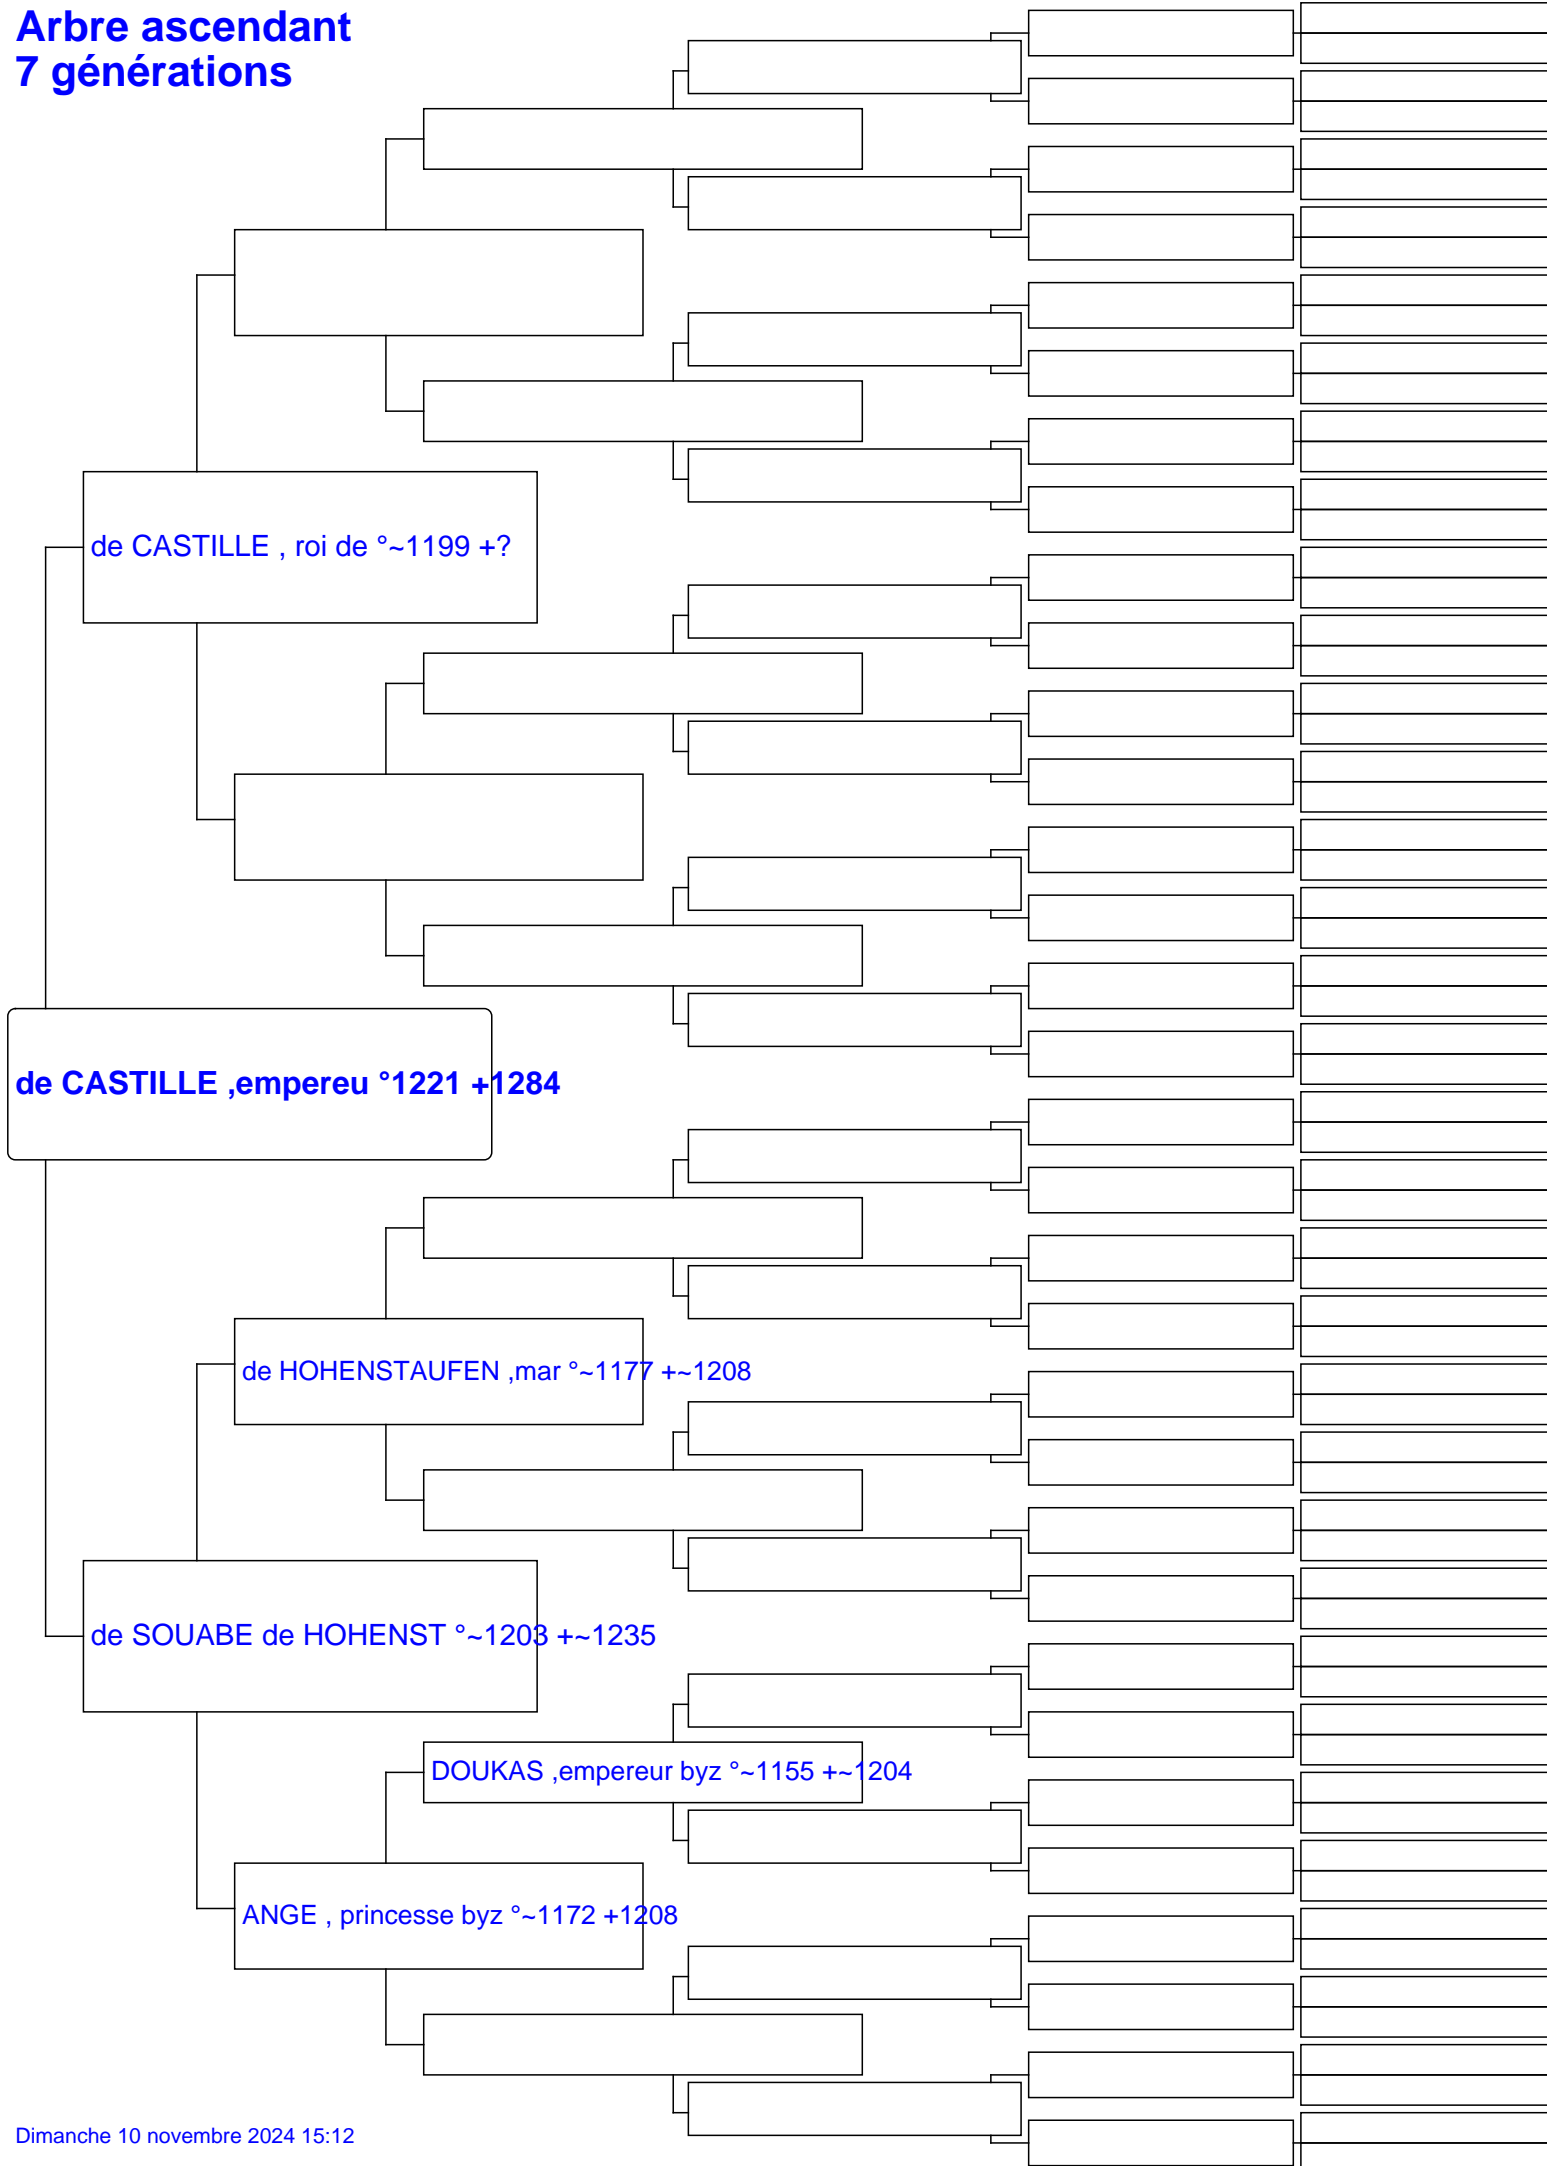 Arbre ascendant
7 générations
de CASTILLE , roi de °~1199 +?
de CASTILLE ,empereu °1221 +1284
de HOHENSTAUFEN ,mar °~1177 +~1208
de SOUABE de HOHENST °~1203 +~1235
DOUKAS ,empereur byz °~1155 +~1204
ANGE , princesse byz °~1172 +1208
Dimanche 10 novembre 2024 15:12